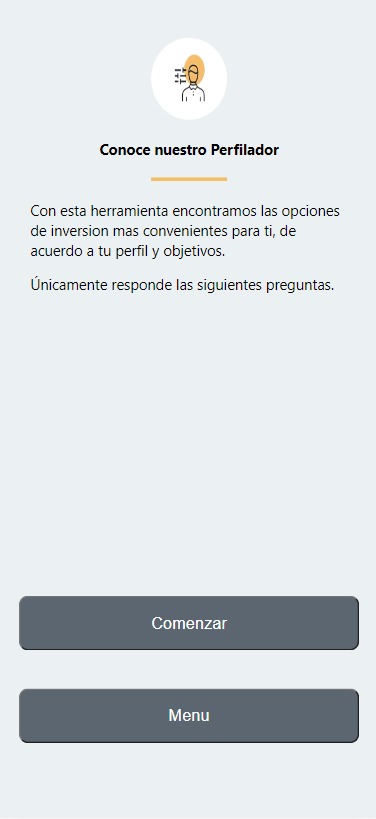 Conoce nuestro Perfilador
Con esta herramienta encontramos las opciones
de inversion mas convenientes para ti, de
acuerdo a tu perfil y objetivos.
Únicamente responde las siguientes preguntas.
Comenzar
Menu